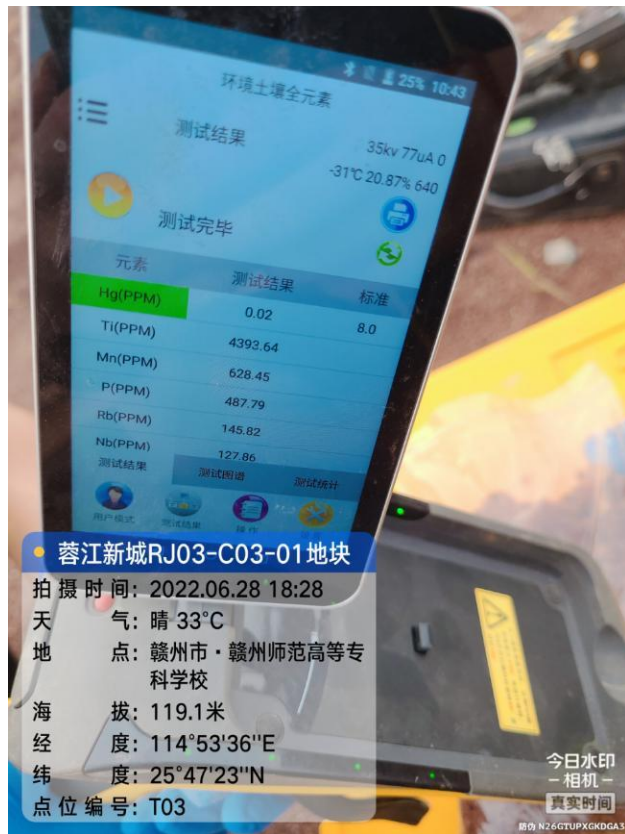 25% 10:43
环境土壤全元素
测试结果
35kv 77uA 0
-31℃ 20.87% 640
测试完毕
元素 测试结果 标准
Hg(PPM) 0.02 8.0
Ti(PPM) 4393.64
Mn(PPM) 628.45
P(PPM) 487.79
Rb(PPM) 145.82
Nb(PPM) 127.86
测试结果 测试图谱 测试统计
用户模式 测试结果 操作
蓉江新城RJ03-C03-01地块
拍摄时间: 2022.06.28 18:28
天气: 晴 33℃
地点: 赣州市·赣州师范高等专
科学校
海拔: 119.1米
经度: 114°53'36"E
纬度: 25°47'23"N
点位编号: T03
今日水印
-相机-
真实时间
防伪 N26GTUPXGKDGA3